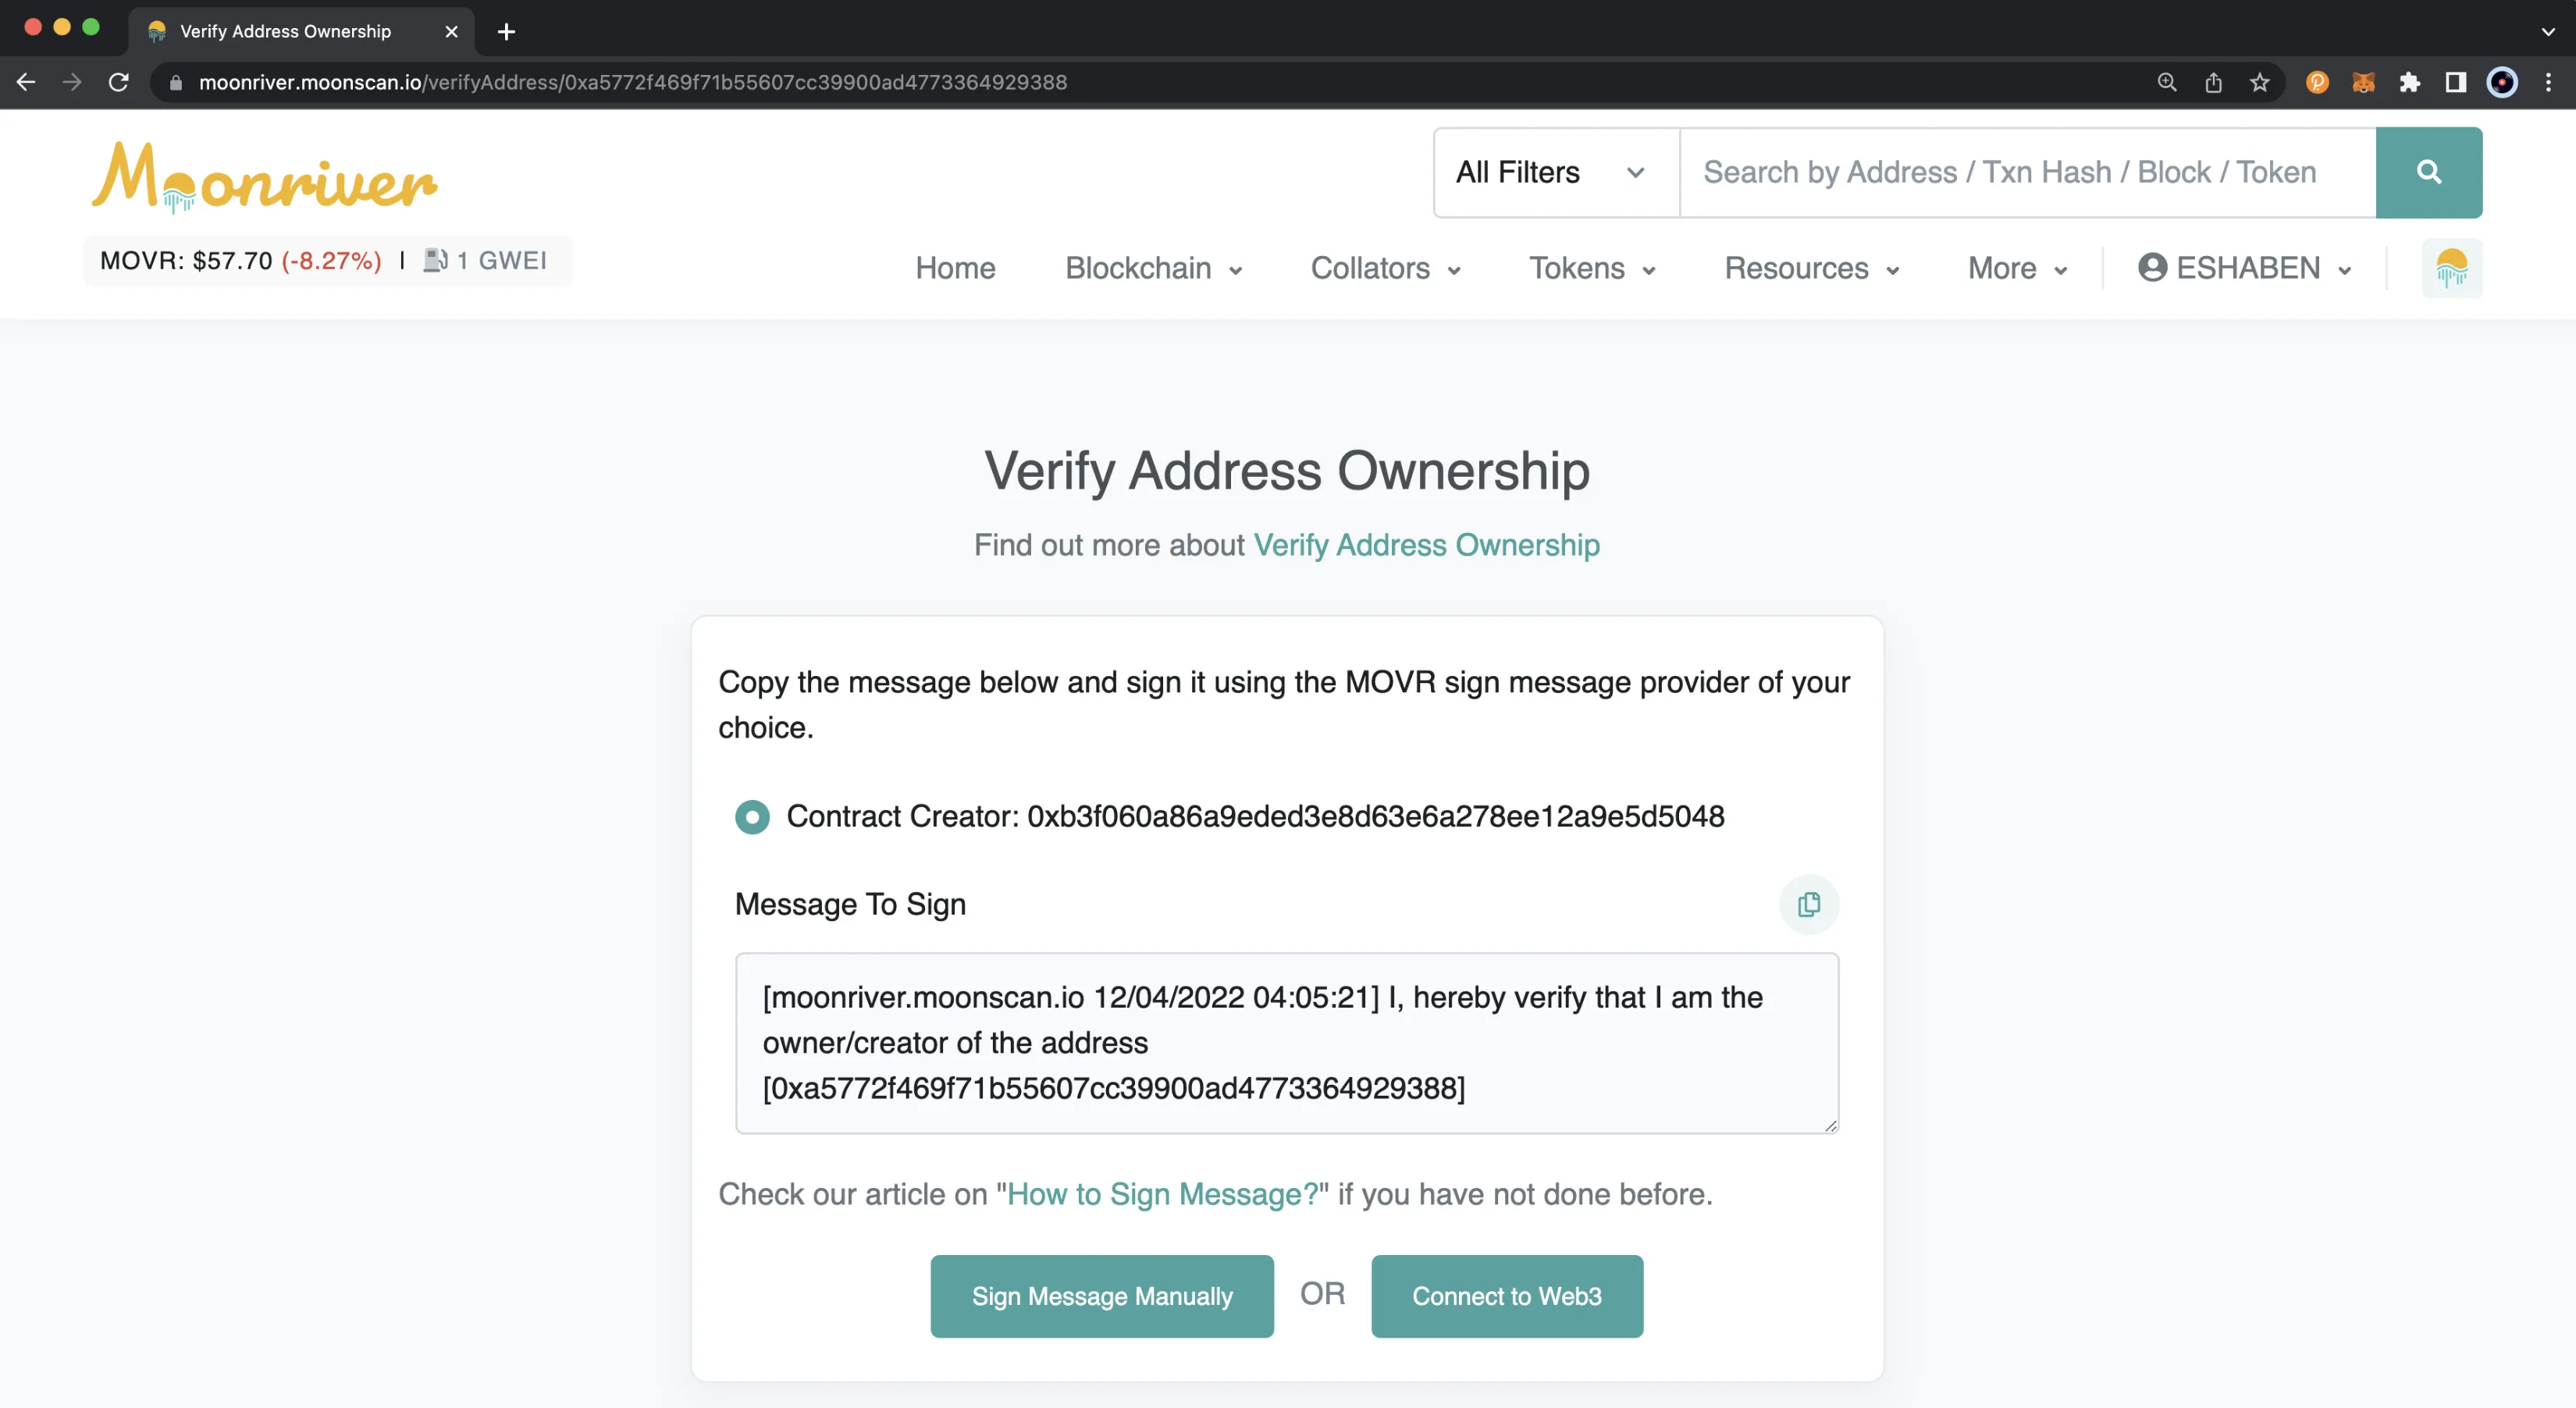 Verify Address Ownership
moonriver.moonscan.io/verifyAddress/0xa5772f469f71b55607cc39900ad4773364929388
Moonriver
All Filters
Search by Address / Txn Hash / Block / Token
MOVR: $57.70 (-8.27%) | 1 GWEI
Home
Blockchain
Collators
Tokens
Resources
More
ESHABEN
Verify Address Ownership
Find out more about Verify Address Ownership
Copy the message below and sign it using the MOVR sign message provider of your
choice.
Contract Creator: 0xb3f060a86a9eded3e8d63e6a278ee12a9e5d5048
Message To Sign
[moonriver.moonscan.io 12/04/2022 04:05:21] I, hereby verify that I am the
owner/creator of the address
[0xa5772f469f71b55607cc39900ad4773364929388]
Check our article on "How to Sign Message?" if you have not done before.
Sign Message Manually
OR
Connect to Web3